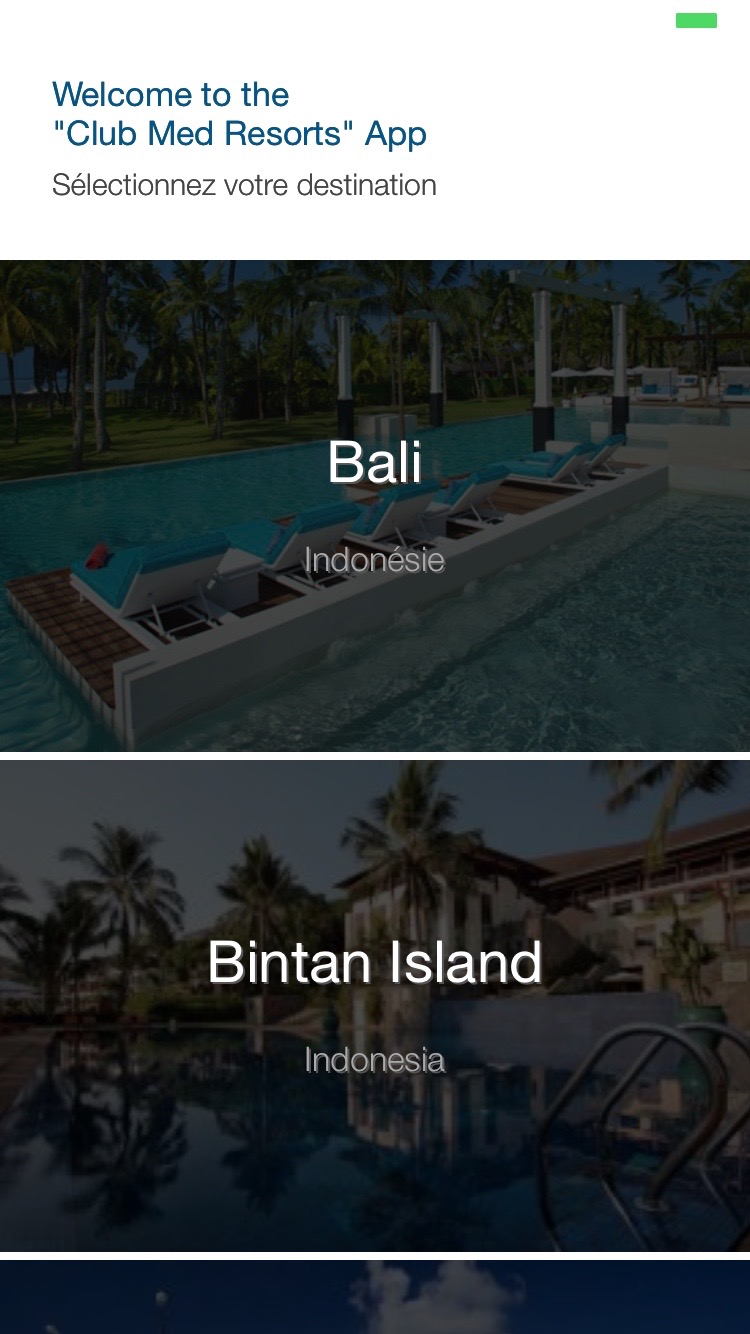 Welcome to the
"Club Med Resorts" App
Sélectionnez votre destination
Bali
Indonésie
Bintan Island
Indonesia